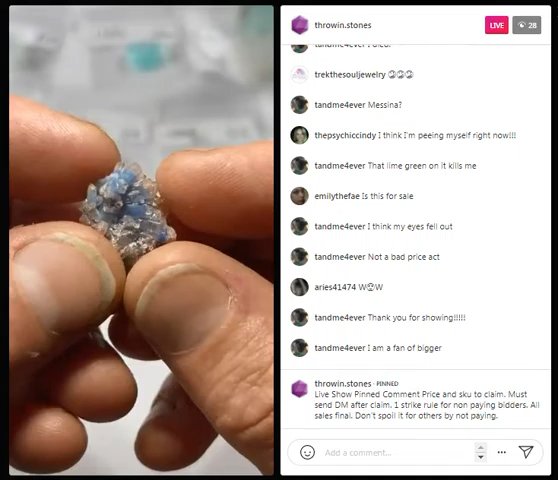 throwin.stones
LIVE
28
tandme4ever I died.
trekthesouljewelry 😳😳😳
tandme4ever Messina?
thepsychiccindy I think I'm peeing myself right now!!!
tandme4ever That lime green on it kills me
emilythefae Is this for sale
tandme4ever I think my eyes fell out
tandme4ever Not a bad price act
aries41474 W😍W
tandme4ever Thank you for showing!!!!!
tandme4ever I am a fan of bigger
throwin.stones · PINNED
Live Show Pinned Comment Price and sku to claim. Must
send DM after claim. 1 strike rule for non paying bidders. All
sales final. Don't spoil it for others by not paying.
Add a comment...